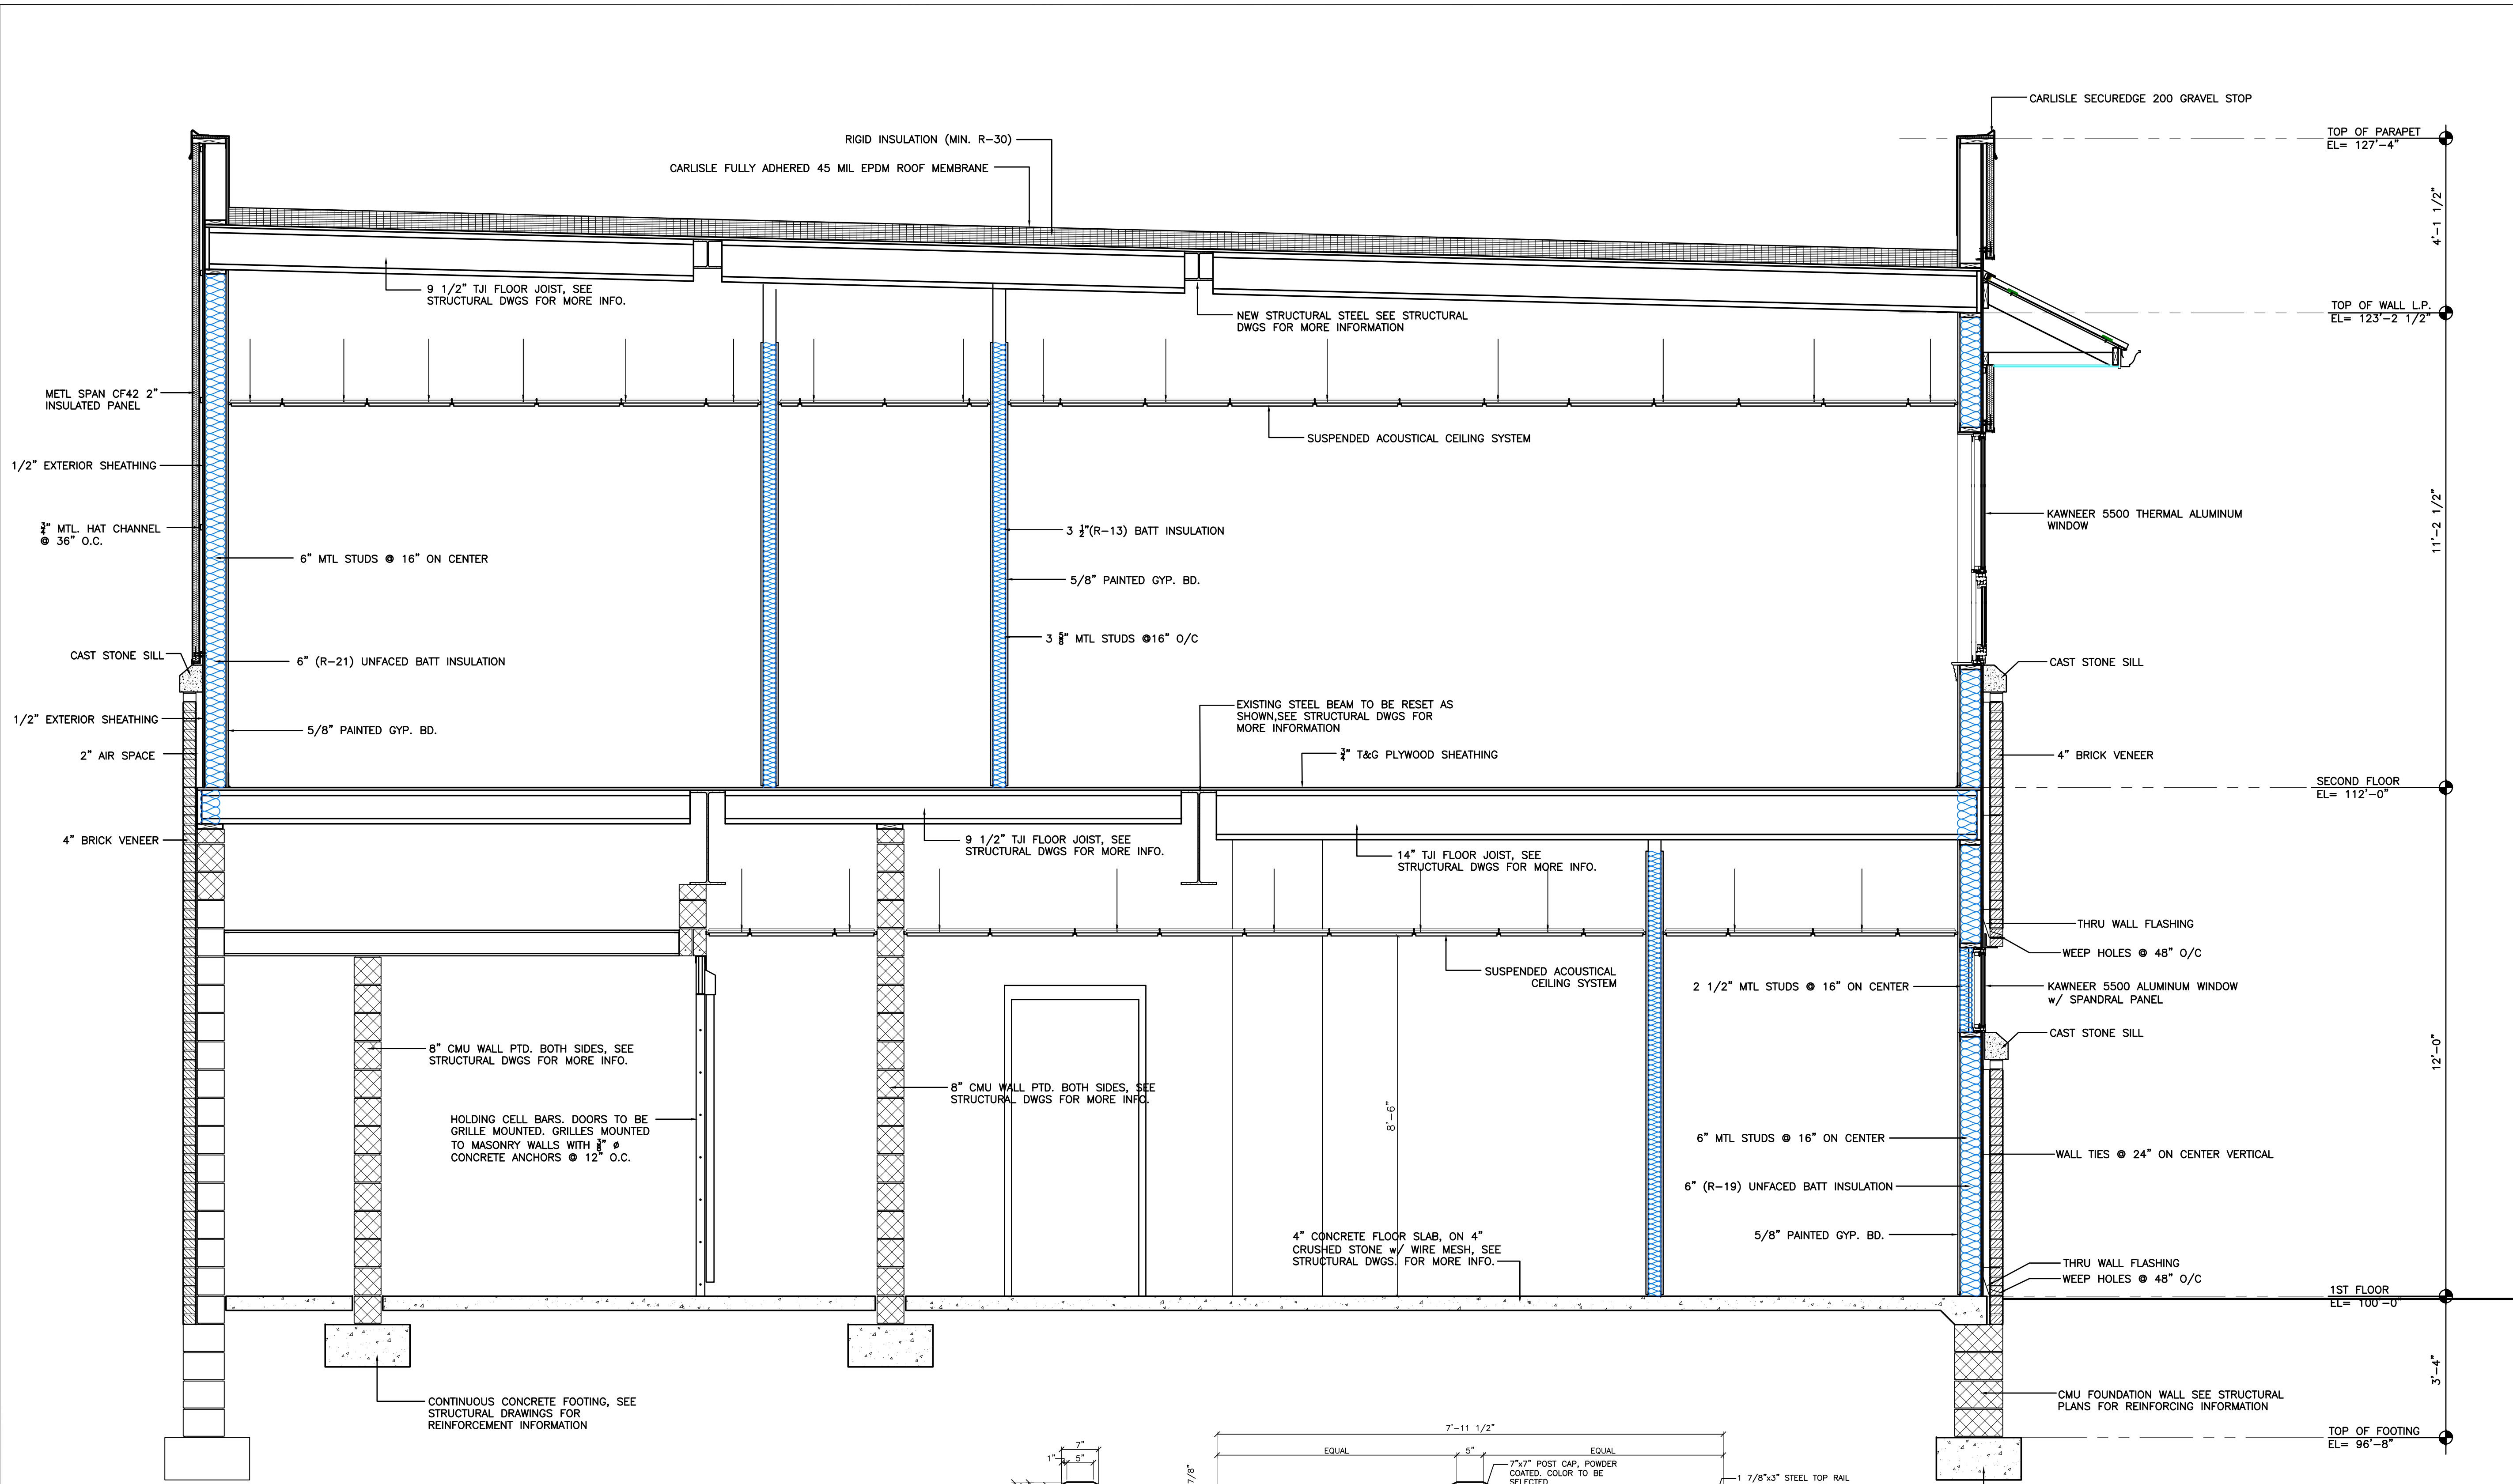 CARLISLE SECUREDGE 200 GRAVEL STOP
RIGID INSULATION (MIN. R-30)
CARLISLE FULLY ADHERED 45 MIL EPDM ROOF MEMBRANE
TOP OF PARAPET
EL= 127'-4"
4'-1 1/2"
9 1/2" TJI FLOOR JOIST, SEE
STRUCTURAL DWGS FOR MORE INFO.
NEW STRUCTURAL STEEL SEE STRUCTURAL
DWGS FOR MORE INFORMATION
TOP OF WALL L.P.
EL= 123'-2 1/2"
METL SPAN CF42 2"
INSULATED PANEL
SUSPENDED ACOUSTICAL CEILING SYSTEM
1/2" EXTERIOR SHEATHING
¾" MTL. HAT CHANNEL
@ 36" O.C.
6" MTL STUDS @ 16" ON CENTER
3 ½"(R-13) BATT INSULATION
5/8" PAINTED GYP. BD.
3 ⅝" MTL STUDS @16" O/C
KAWNEER 5500 THERMAL ALUMINUM
WINDOW
11'-2 1/2"
CAST STONE SILL
6" (R-21) UNFACED BATT INSULATION
CAST STONE SILL
1/2" EXTERIOR SHEATHING
5/8" PAINTED GYP. BD.
EXISTING STEEL BEAM TO BE RESET AS
SHOWN,SEE STRUCTURAL DWGS FOR
MORE INFORMATION
2" AIR SPACE
¾" T&G PLYWOOD SHEATHING
4" BRICK VENEER
SECOND FLOOR
EL= 112'-0"
4" BRICK VENEER
9 1/2" TJI FLOOR JOIST, SEE
STRUCTURAL DWGS FOR MORE INFO.
14" TJI FLOOR JOIST, SEE
STRUCTURAL DWGS FOR MORE INFO.
THRU WALL FLASHING
WEEP HOLES @ 48" O/C
SUSPENDED ACOUSTICAL
CEILING SYSTEM
2 1/2" MTL STUDS @ 16" ON CENTER
KAWNEER 5500 ALUMINUM WINDOW
w/ SPANDRAL PANEL
CAST STONE SILL
8" CMU WALL PTD. BOTH SIDES, SEE
STRUCTURAL DWGS FOR MORE INFO.
8" CMU WALL PTD. BOTH SIDES, SEE
STRUCTURAL DWGS FOR MORE INFO.
12'-0"
HOLDING CELL BARS. DOORS TO BE
GRILLE MOUNTED. GRILLES MOUNTED
TO MASONRY WALLS WITH ⅜" ø
CONCRETE ANCHORS @ 12" O.C.
8'-6"
6" MTL STUDS @ 16" ON CENTER
WALL TIES @ 24" ON CENTER VERTICAL
6" (R-19) UNFACED BATT INSULATION
4" CONCRETE FLOOR SLAB, ON 4"
CRUSHED STONE w/ WIRE MESH, SEE
STRUCTURAL DWGS. FOR MORE INFO.
5/8" PAINTED GYP. BD.
THRU WALL FLASHING
WEEP HOLES @ 48" O/C
1ST FLOOR
EL= 100'-0"
3'-4"
CONTINUOUS CONCRETE FOOTING, SEE
STRUCTURAL DRAWINGS FOR
REINFORCEMENT INFORMATION
CMU FOUNDATION WALL SEE STRUCTURAL
PLANS FOR REINFORCING INFORMATION
TOP OF FOOTING
EL= 96'-8"
7'-11 1/2"
EQUAL
5"
EQUAL
7"
1"
5"
7/8"
7"x7" POST CAP, POWDER
COATED. COLOR TO BE
SELECTED
1 7/8"x3" STEEL TOP RAIL